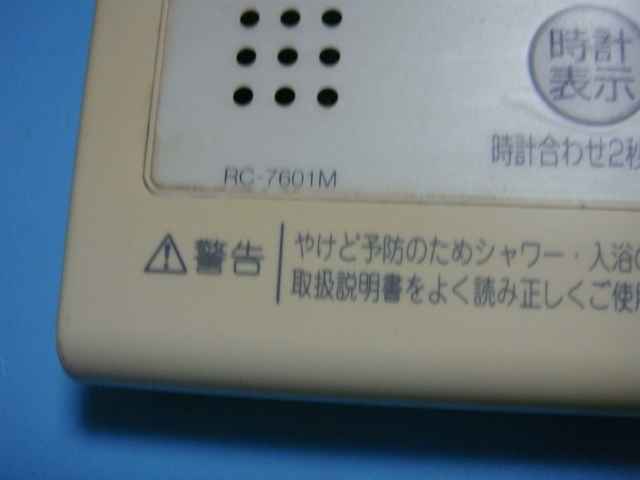 時計
表示
時計合わせ2秒
RC-7601M
警告
やけど予防のためシャワー・入浴の
取扱説明書をよく読み正しくご使用